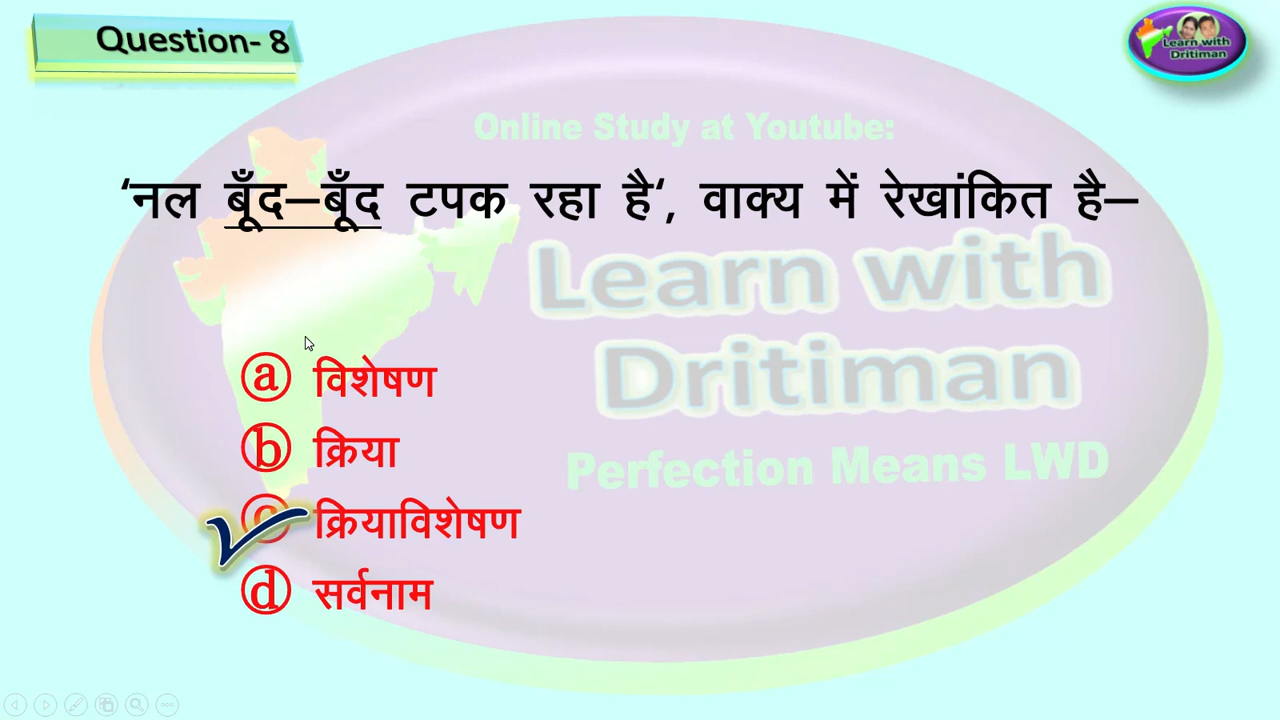 Question- 8
Learn with
Dritiman
Online Study at Youtube:
‘नल बूँद–बूँद टपक रहा है‘, वाक्य में रेखांकित है–
Learn with
Dritiman
Perfection Means LWD
ⓐ विशेषण
ⓑ क्रिया
ⓒ क्रियाविशेषण
ⓓ सर्वनाम